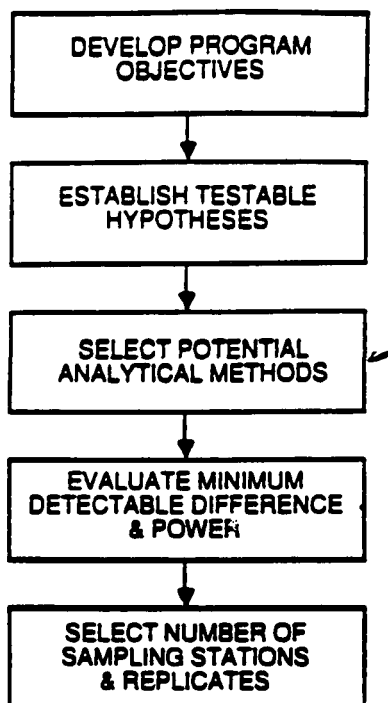 DEVELOP PROGRAM
OBJECTIVES
ESTABLISH TESTABLE
HYPOTHESES
SELECT POTENTIAL
ANALYTICAL METHODS
EVALUATE MINIMUM
DETECTABLE DIFFERENCE
& POWER
SELECT NUMBER OF
SAMPLING STATIONS
& REPLICATES